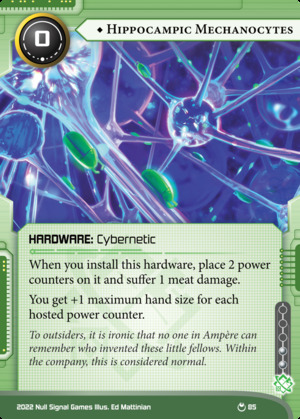 0
◆ Hippocampic Mechanocytes
HARDWARE: Cybernetic
When you install this hardware, place 2 power
counters on it and suffer 1 meat damage.
You get +1 maximum hand size for each
hosted power counter.
To outsiders, it is ironic that no one in Ampère can
remember who invented these little fellows. Within
the company, this is considered normal.
2022 Null Signal Games Illus. Ed Mattinian
85